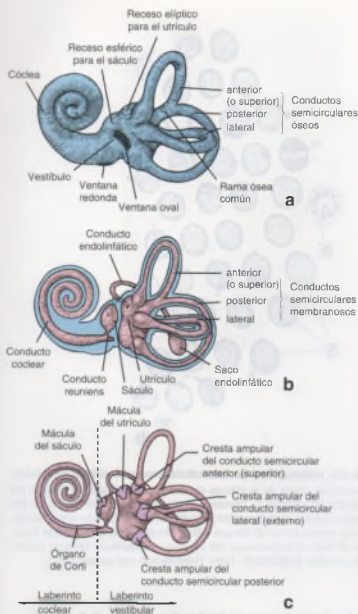 Receso elíptico
para el utrículo
Receso esférico
para el sáculo
Cóclea
anterior
(o superior)
posterior
lateral
Conductos
semicirculares
óseos
Vestíbulo
Ventana
redonda
Ventana oval
Rama ósea
común
a
Conducto
endolinfático
anterior
(o superior)
posterior
lateral
Conductos
semicirculares
membranosos
Conducto
coclear
Conducto
reuniens
Sáculo
Utrículo
Saco
endolinfático
b
Mácula
del utrículo
Mácula
del sáculo
Cresta ampular
del conducto semicircular
anterior (superior)
Cresta ampular del
conducto semicircular
lateral (externo)
Órgano
de Corti
Cresta ampular del
conducto semicircular posterior
Laberinto
coclear
Laberinto
vestibular
c